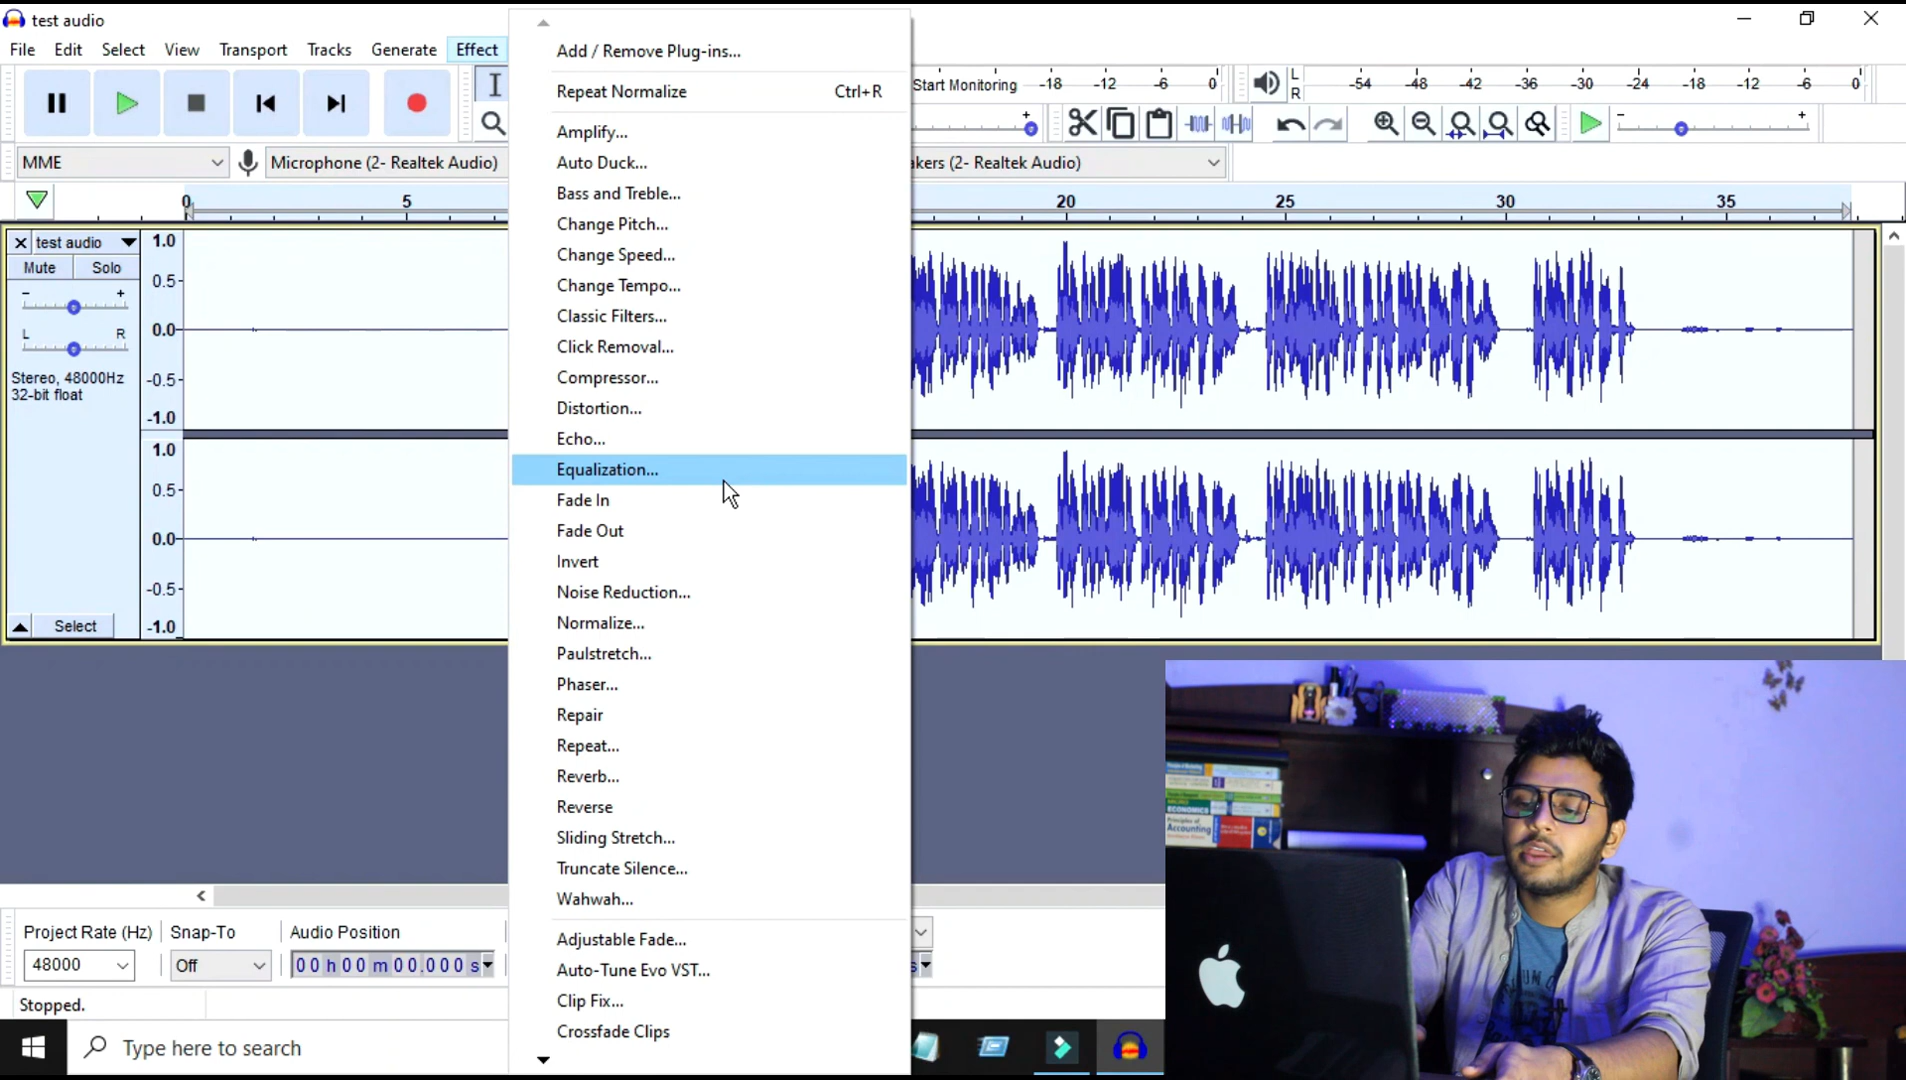 test audio
File Edit Select View Transport Tracks Generate Effect
Add / Remove Plug-ins...
Repeat Normalize Ctrl+R
Amplify...
Auto Duck...
Bass and Treble...
Change Pitch...
Change Speed...
Change Tempo...
Classic Filters...
Click Removal...
Compressor...
Distortion...
Echo...
Equalization...
Fade In
Fade Out
Invert
Noise Reduction...
Normalize...
Paulstretch...
Phaser...
Repair
Repeat...
Reverb...
Reverse
Sliding Stretch...
Truncate Silence...
Wahwah...
Adjustable Fade...
Auto-Tune Evo VST...
Clip Fix...
Crossfade Clips
Start Monitoring -18 -12 -6 0
L
R
-54 -48 -42 -36 -30 -24 -18 -12 -6 0
MME
Microphone (2- Realtek Audio)
akers (2- Realtek Audio)
0 5 20 25 30 35
test audio
Mute Solo
- +
L R
Stereo, 48000Hz
32-bit float
Select
1.0
0.5-
0.0-
-0.5-
-1.0
1.0
0.5-
0.0-
-0.5-
-1.0
Project Rate (Hz) Snap-To Audio Position
48000 Off 00 h 00 m 00.000 s
s
Stopped.
Type here to search
ECONOMICS
Principles of
Accounting